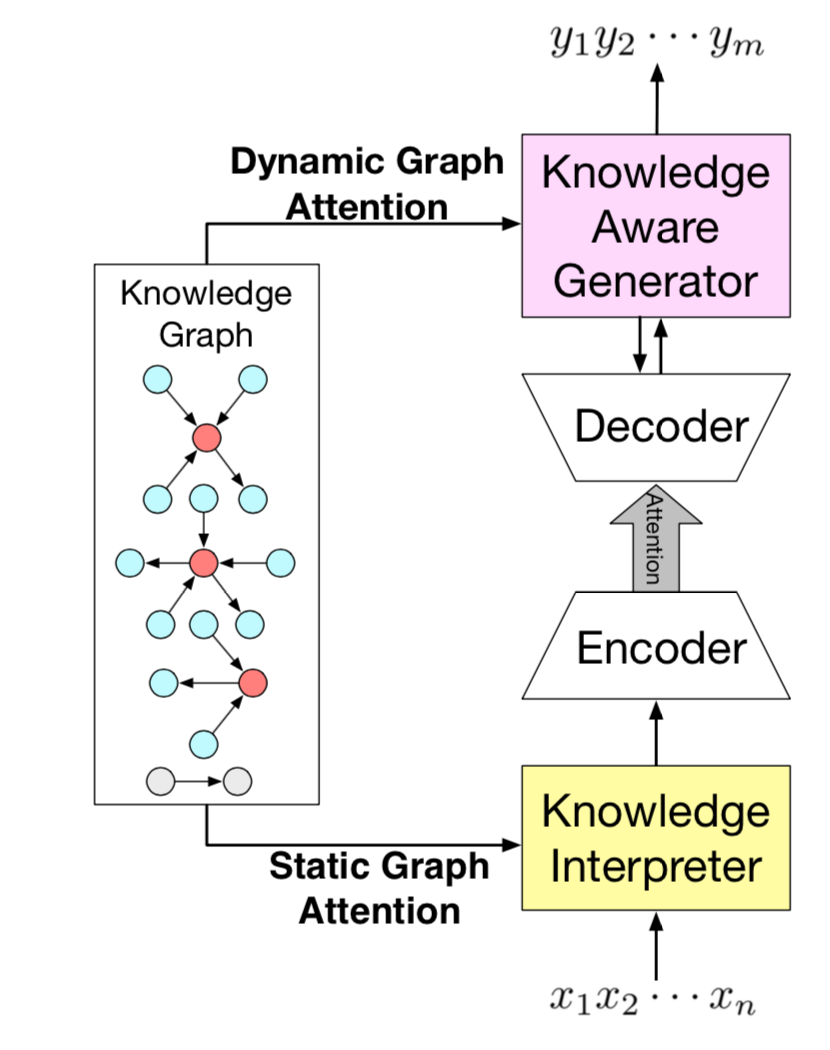 y₁y₂ ⋯ yₘ
Dynamic Graph
Attention
Knowledge
Aware
Generator
Knowledge
Graph
Decoder
Attention
Encoder
Knowledge
Interpreter
Static Graph
Attention
x₁x₂ ⋯ xₙ